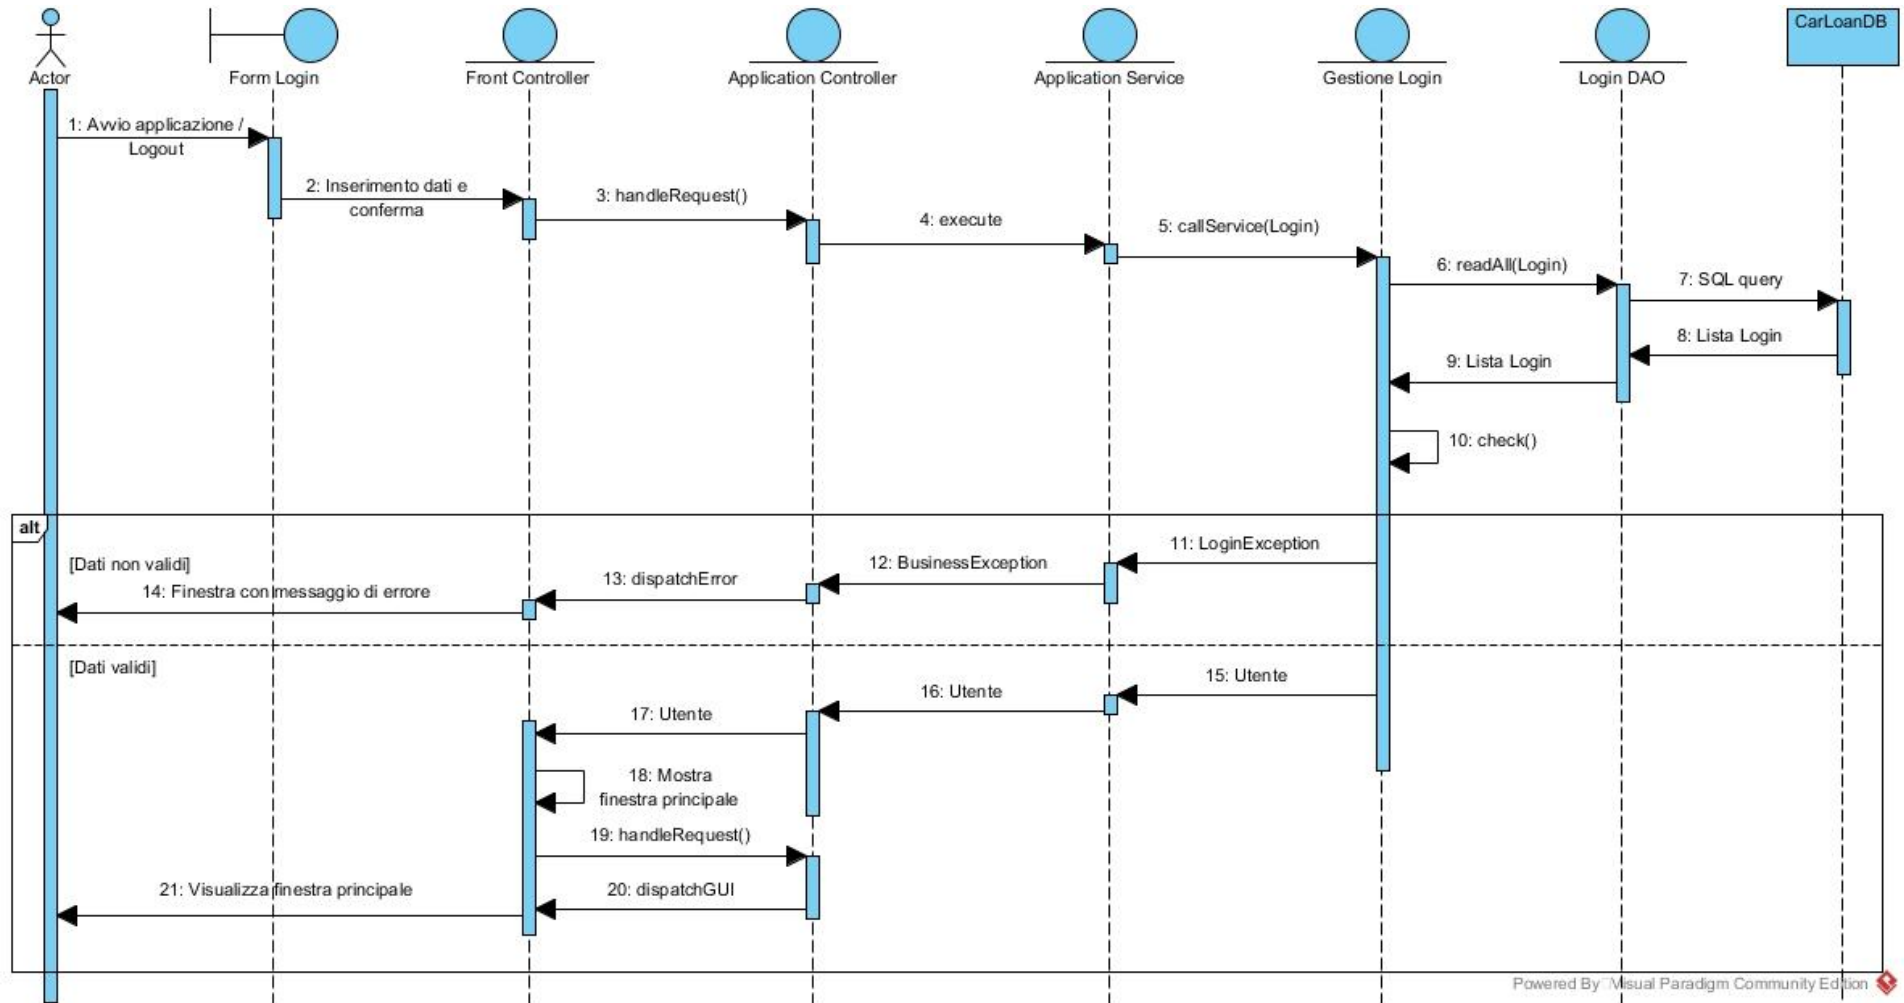 CarLoanDB
Actor
Form Login
Front Controller
Application Controller
Application Service
Gestione Login
Login DAO
1: Avvio applicazione /
Logout
2: Inserimento dati e
conferma
3: handleRequest()
4: execute
5: callService(Login)
6: readAll(Login)
7: SQL query
8: Lista Login
9: Lista Login
10: check()
alt
[Dati non validi]
11: LoginException
12: BusinessException
13: dispatchError
14: Finestra con messaggio di errore
[Dati validi]
15: Utente
16: Utente
17: Utente
18: Mostra
finestra principale
19: handleRequest()
20: dispatchGUI
21: Visualizza finestra principale
Powered By Visual Paradigm Community Edition